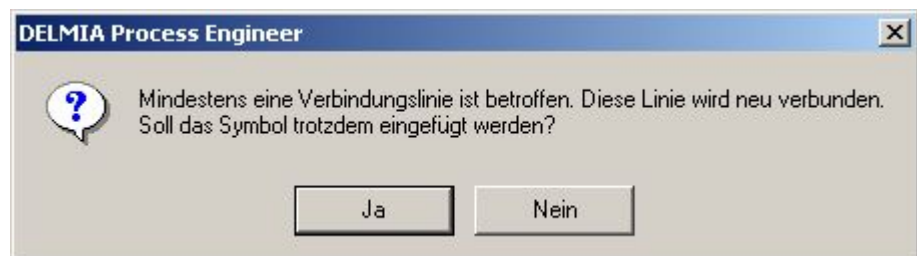 DELMIA Process Engineer
Mindestens eine Verbindungslinie ist betroffen. Diese Linie wird neu verbunden.
Soll das Symbol trotzdem eingefügt werden?
Ja
Nein